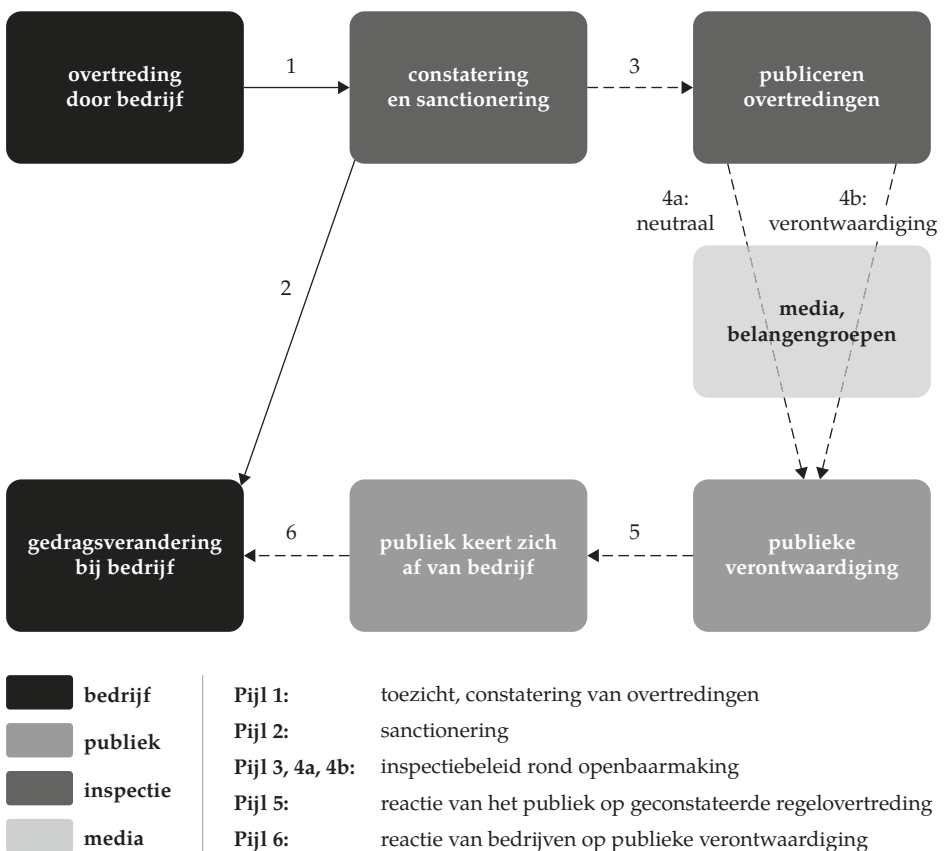 overtreding
door bedrijf
1
constatering
en sanctionering
3
publiceren
overtredingen
4a:
neutraal
4b:
verontwaardiging
2
media,
belangengroepen
gedragsverandering
bij bedrijf
6
publiek keert zich
af van bedrijf
5
publieke
verontwaardiging
bedrijf
publiek
inspectie
media
Pijl 1: toezicht, constatering van overtredingen
Pijl 2: sanctionering
Pijl 3, 4a, 4b: inspectiebeleid rond openbaarmaking
Pijl 5: reactie van het publiek op geconstateerde regelovertreding
Pijl 6: reactie van bedrijven op publieke verontwaardiging